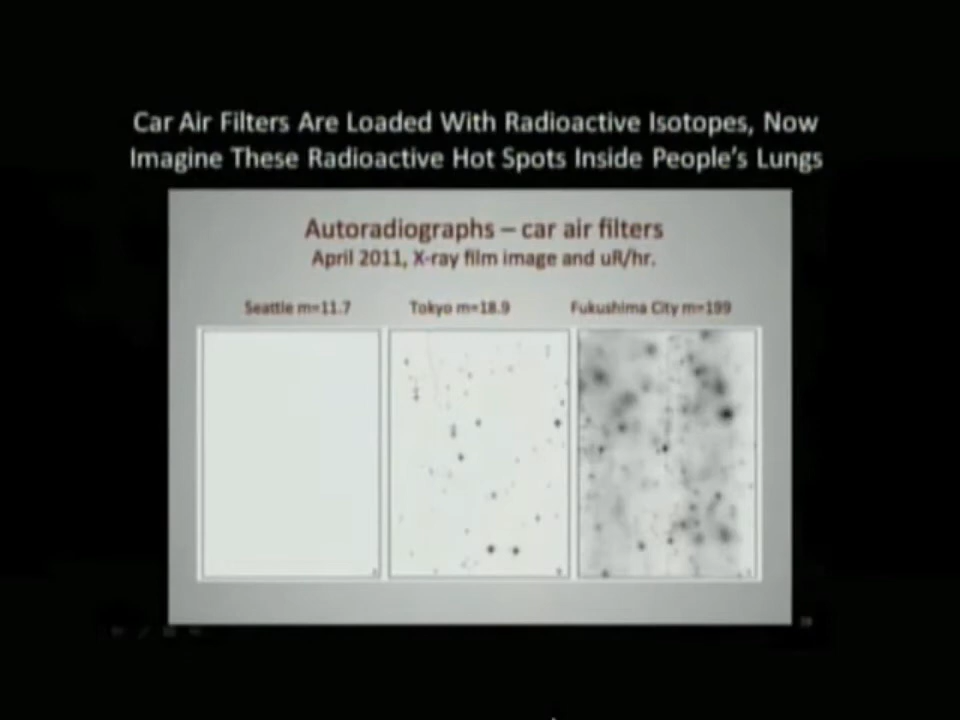 Car Air Filters Are Loaded With Radioactive Isotopes, Now
Imagine These Radioactive Hot Spots Inside People's Lungs
Autoradiographs – car air filters
April 2011, X-ray film image and uR/hr.
Seattle m=11.7 Tokyo m=18.9 Fukushima City m=199